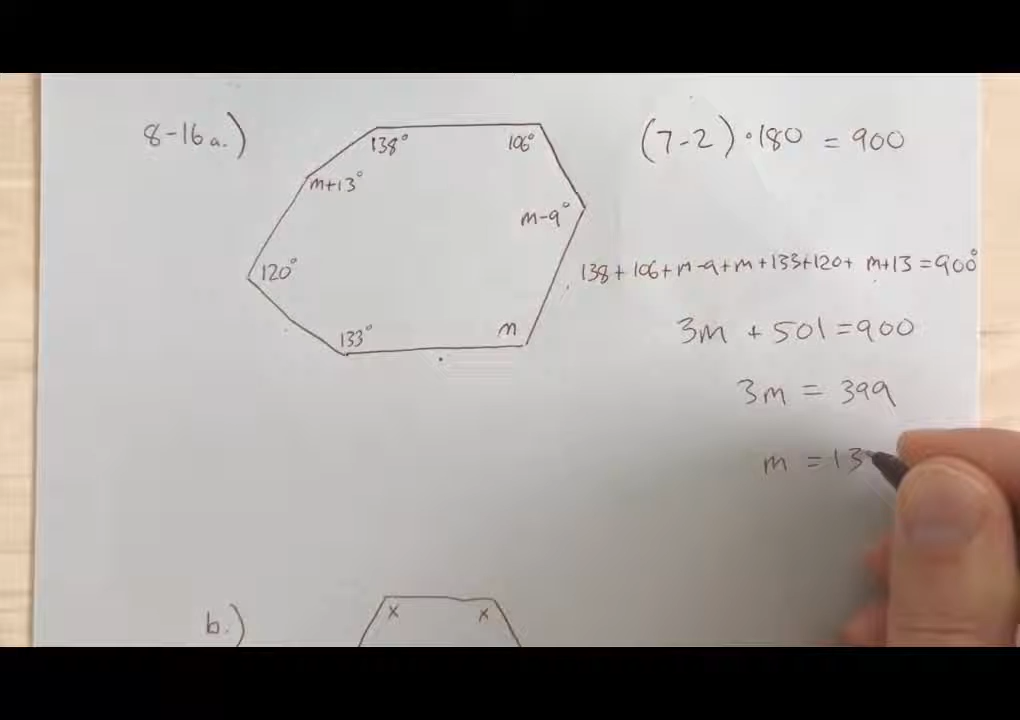 8-16a.)
138°
106°
(7-2)·180 = 900
m+13°
m-9°
120°
138+106+m-9+m+133+120+ m+13=900°
133°
m
3m + 501=900
3m = 399
m =13
b.)
x
x